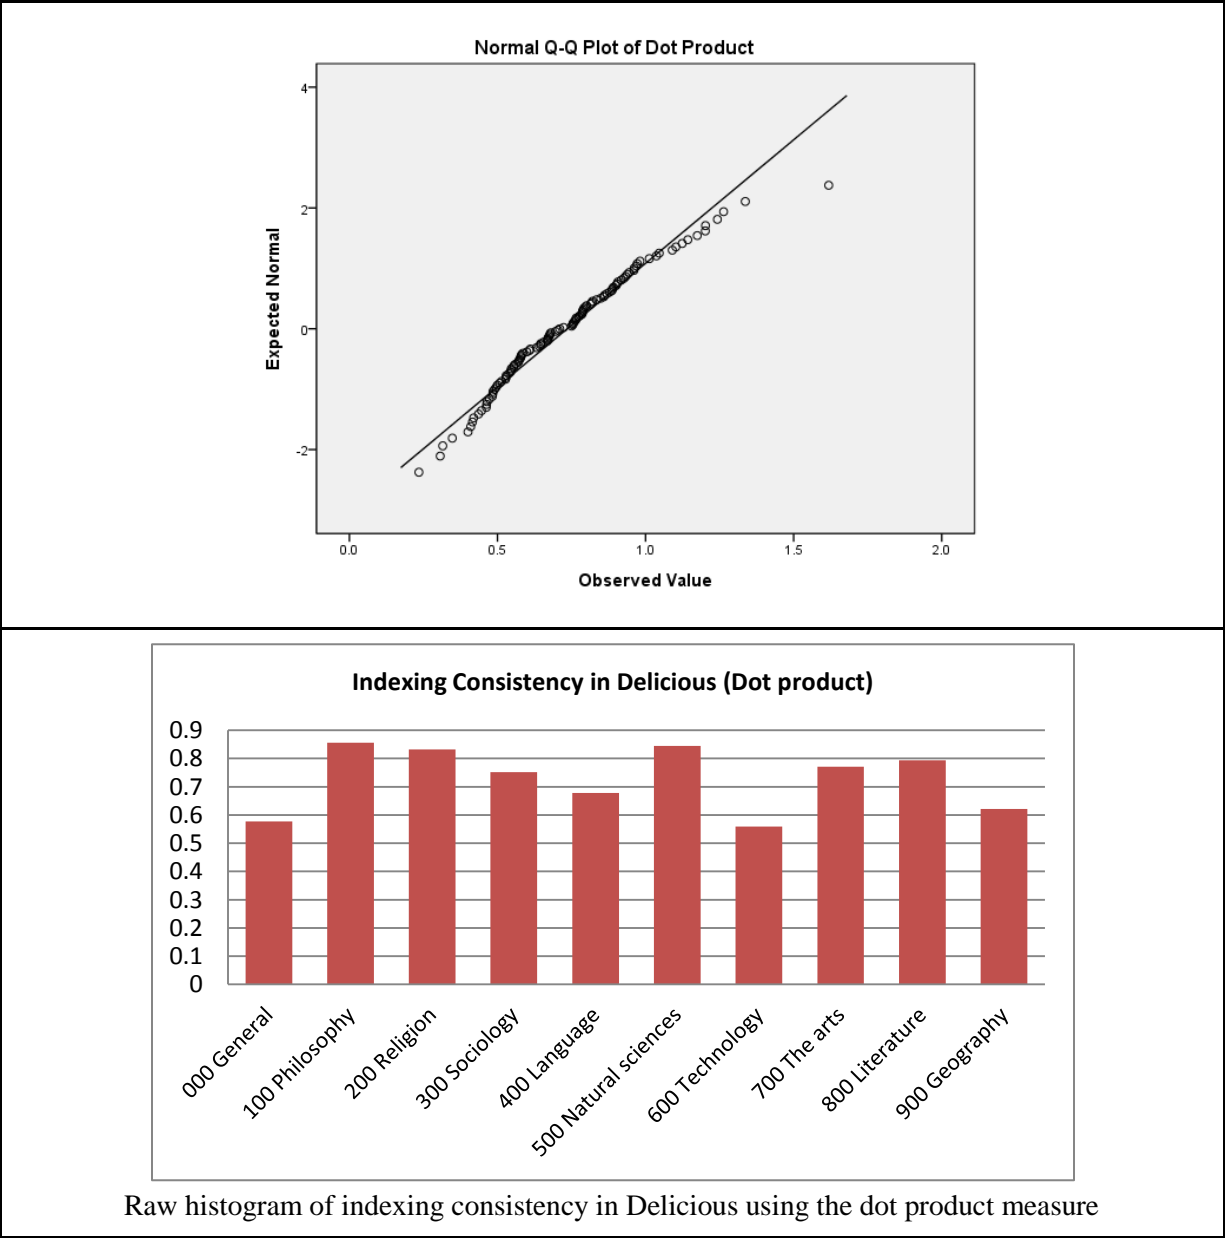 Normal Q-Q Plot of Dot Product
4
2
0
-2
Expected Normal
0.0 0.5 1.0 1.5 2.0
Observed Value
Indexing Consistency in Delicious (Dot product)
0.9
0.8
0.7
0.6
0.5
0.4
0.3
0.2
0.1
0
000 General
100 Philosophy
200 Religion
300 Sociology
400 Language
500 Natural sciences
600 Technology
700 The arts
800 Literature
900 Geography
Raw histogram of indexing consistency in Delicious using the dot product measure